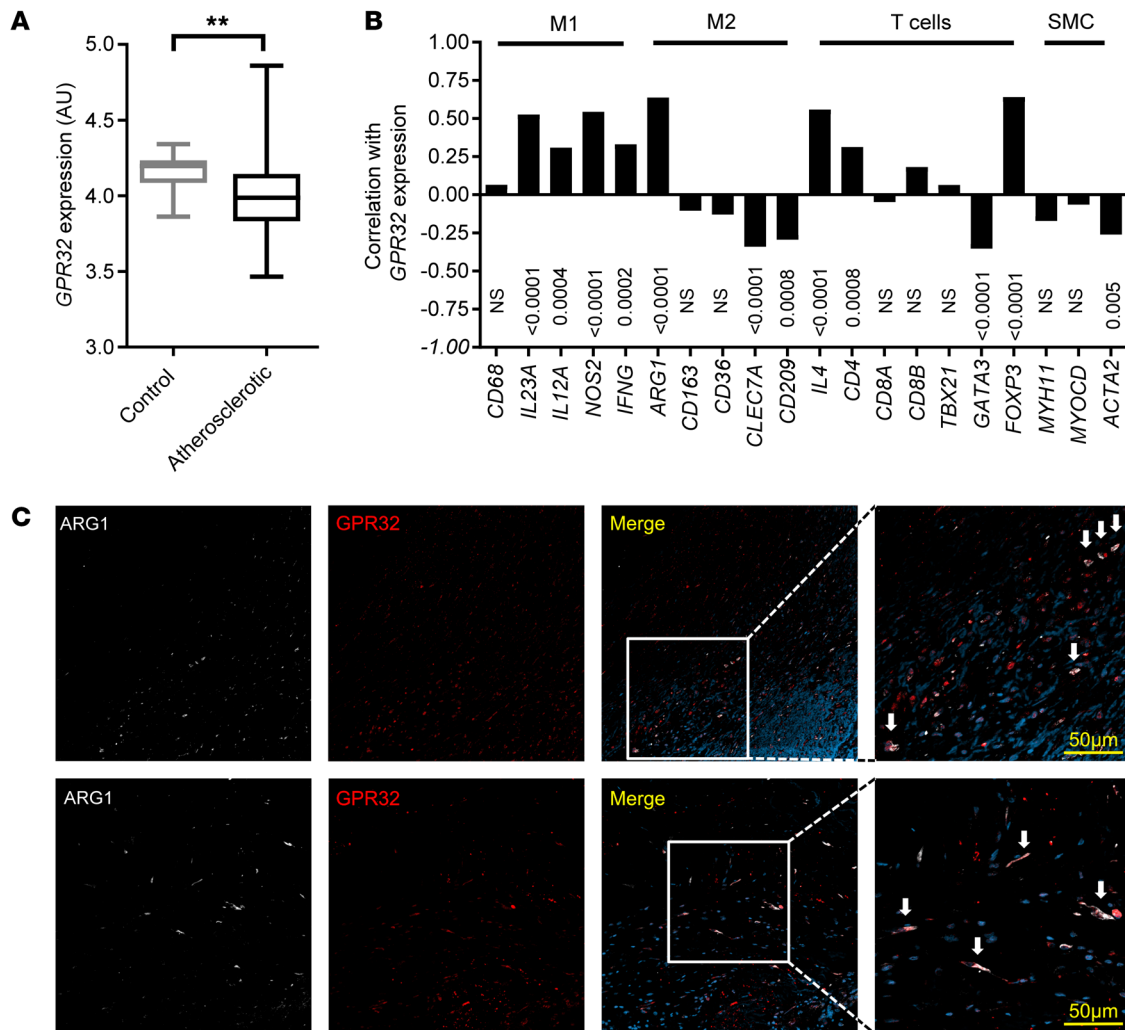 A
**
GPR32 expression (AU)
5.0
4.5
4.0
3.5
3.0
Control
Atherosclerotic
B
M1
M2
T cells
SMC
Correlation with
GPR32 expression
1.00
0.75
0.50
0.25
0.00
-0.25
-0.50
-0.75
-1.00
NS
<0.0001
0.0004
<0.0001
0.0002
<0.0001
NS
NS
<0.0001
0.0008
<0.0001
0.0008
NS
NS
NS
<0.0001
<0.0001
NS
NS
0.005
CD68
IL23A
IL12A
NOS2
IFNG
ARG1
CD163
CD36
CLEC7A
CD209
IL4
CD4
CD8A
CD8B
TBX21
GATA3
FOXP3
MYH11
MYOCD
ACTA2
C
ARG1
GPR32
Merge
50µm
ARG1
GPR32
Merge
50µm